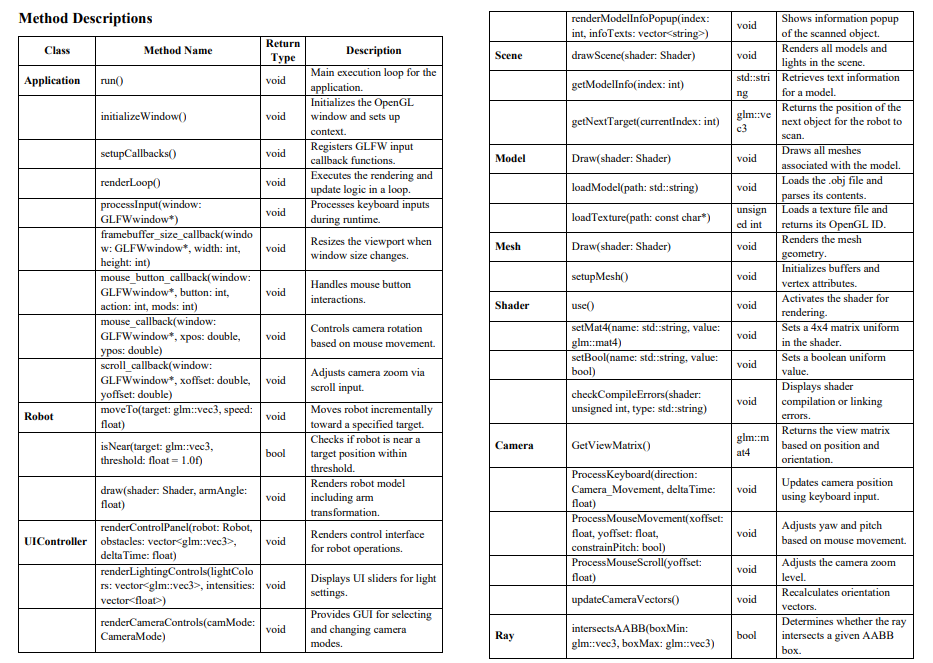 Method Descriptions
Class
Method Name
Return
Type
Description
Application
run()
void
Main execution loop for the
application.
initializeWindow()
void
Initializes the OpenGL
window and sets up
context.
setupCallbacks()
void
Registers GLFW input
callback functions.
renderLoop()
void
Executes the rendering and
update logic in a loop.
processInput(window:
GLFWwindow*)
void
Processes keyboard inputs
during runtime.
framebuffer_size_callback(windo
w: GLFWwindow*, width: int,
height: int)
void
Resizes the viewport when
window size changes.
mouse_button_callback(window:
GLFWwindow*, button: int,
action: int, mods: int)
void
Handles mouse button
interactions.
mouse_callback(window:
GLFWwindow*, xpos: double,
ypos: double)
void
Controls camera rotation
based on mouse movement.
scroll_callback(window:
GLFWwindow*, xoffset: double,
yoffset: double)
void
Adjusts camera zoom via
scroll input.
Robot
moveTo(target: glm::vec3, speed:
float)
void
Moves robot incrementally
toward a specified target.
isNear(target: glm::vec3,
threshold: float = 1.0f)
bool
Checks if robot is near a
target position within
threshold.
draw(shader: Shader, armAngle:
float)
void
Renders robot model
including arm
transformation.
UIController
renderControlPanel(robot: Robot,
obstacles: vector<glm::vec3>,
deltaTime: float)
void
Renders control interface
for robot operations.
renderLightingControls(lightColo
rs: vector<glm::vec3>, intensities:
vector<float>)
void
Displays UI sliders for light
settings.
renderCameraControls(camMode:
CameraMode)
void
Provides GUI for selecting
and changing camera
modes.
renderModelInfoPopup(index:
int, infoTexts: vector<string>)
void
Shows information popup
of the scanned object.
Scene
drawScene(shader: Shader)
void
Renders all models and
lights in the scene.
getModelInfo(index: int)
std::stri
ng
Retrieves text information
for a model.
getNextTarget(currentIndex: int)
glm::ve
c3
Returns the position of the
next object for the robot to
scan.
Model
Draw(shader: Shader)
void
Draws all meshes
associated with the model.
loadModel(path: std::string)
void
Loads the .obj file and
parses its contents.
loadTexture(path: const char*)
unsign
ed int
Loads a texture file and
returns its OpenGL ID.
Mesh
Draw(shader: Shader)
void
Renders the mesh
geometry.
setupMesh()
void
Initializes buffers and
vertex attributes.
Shader
use()
void
Activates the shader for
rendering.
setMat4(name: std::string, value:
glm::mat4)
void
Sets a 4x4 matrix uniform
in the shader.
setBool(name: std::string, value:
bool)
void
Sets a boolean uniform
value.
checkCompileErrors(shader:
unsigned int, type: std::string)
void
Displays shader
compilation or linking
errors.
Camera
GetViewMatrix()
glm::m
at4
Returns the view matrix
based on position and
orientation.
ProcessKeyboard(direction:
Camera_Movement, deltaTime:
float)
void
Updates camera position
using keyboard input.
ProcessMouseMovement(xoffset:
float, yoffset: float,
constrainPitch: bool)
void
Adjusts yaw and pitch
based on mouse movement.
ProcessMouseScroll(yoffset:
float)
void
Adjusts the camera zoom
level.
updateCameraVectors()
void
Recalculates orientation
vectors.
Ray
intersectsAABB(boxMin:
glm::vec3, boxMax: glm::vec3)
bool
Determines whether the ray
intersects a given AABB
box.